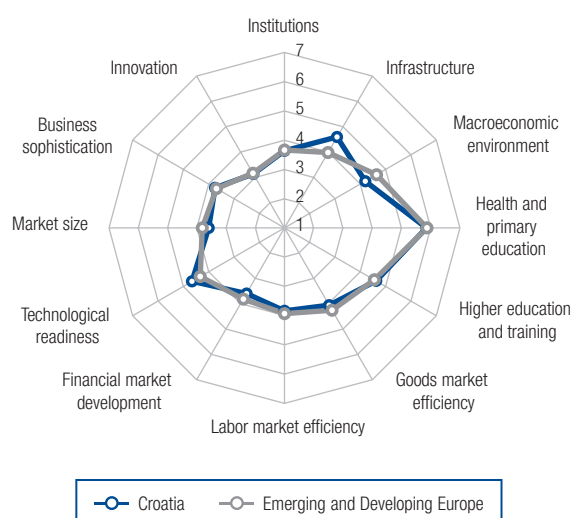 Institutions
7
6
5
4
3
2
1
Infrastructure
Macroeconomic
environment
Health and
primary
education
Higher education
and training
Goods market
efficiency
Labor market efficiency
Financial market
development
Technological
readiness
Market size
Business
sophistication
Innovation
Croatia
Emerging and Developing Europe